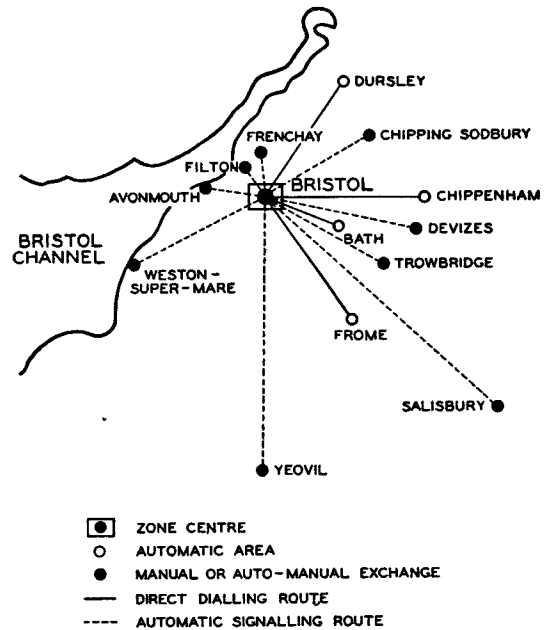 DURSLEY
FRENCHAY
CHIPPING SODBURY
FILTON
BRISTOL
AVONMOUTH
CHIPPENHAM
BRISTOL
CHANNEL
BATH
DEVIZES
TROWBRIDGE
WESTON-
SUPER-MARE
FROME
SALISBURY
YEOVIL
ZONE CENTRE
AUTOMATIC AREA
MANUAL OR AUTO-MANUAL EXCHANGE
DIRECT DIALLING ROUTE
AUTOMATIC SIGNALLING ROUTE